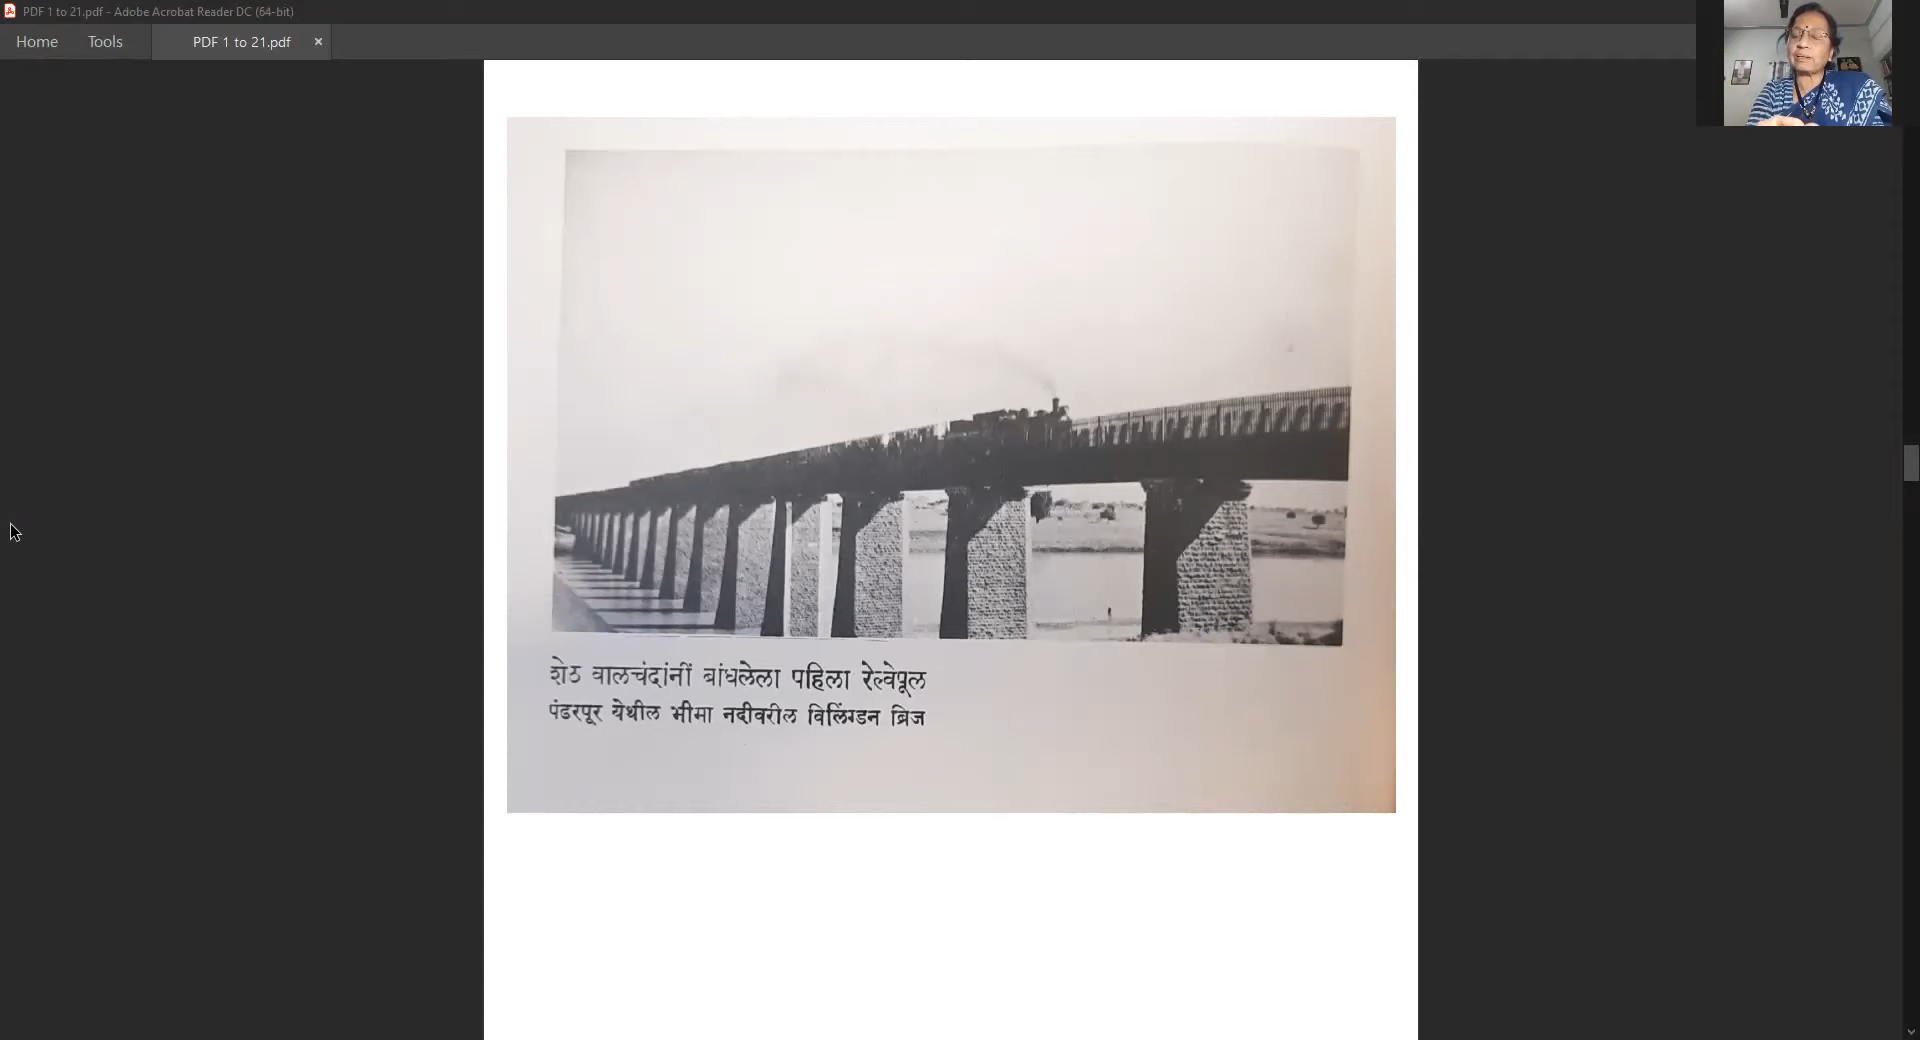 PDF 1 to 21.pdf - Adobe Acrobat Reader DC (64-bit)
Home Tools PDF 1 to 21.pdf ×
शेठ वालचंदांनीं बांधलेला पहिला रेल्वेपूल
पंढरपूर येथील भीमा नदीवरील विलिंग्डन ब्रिज